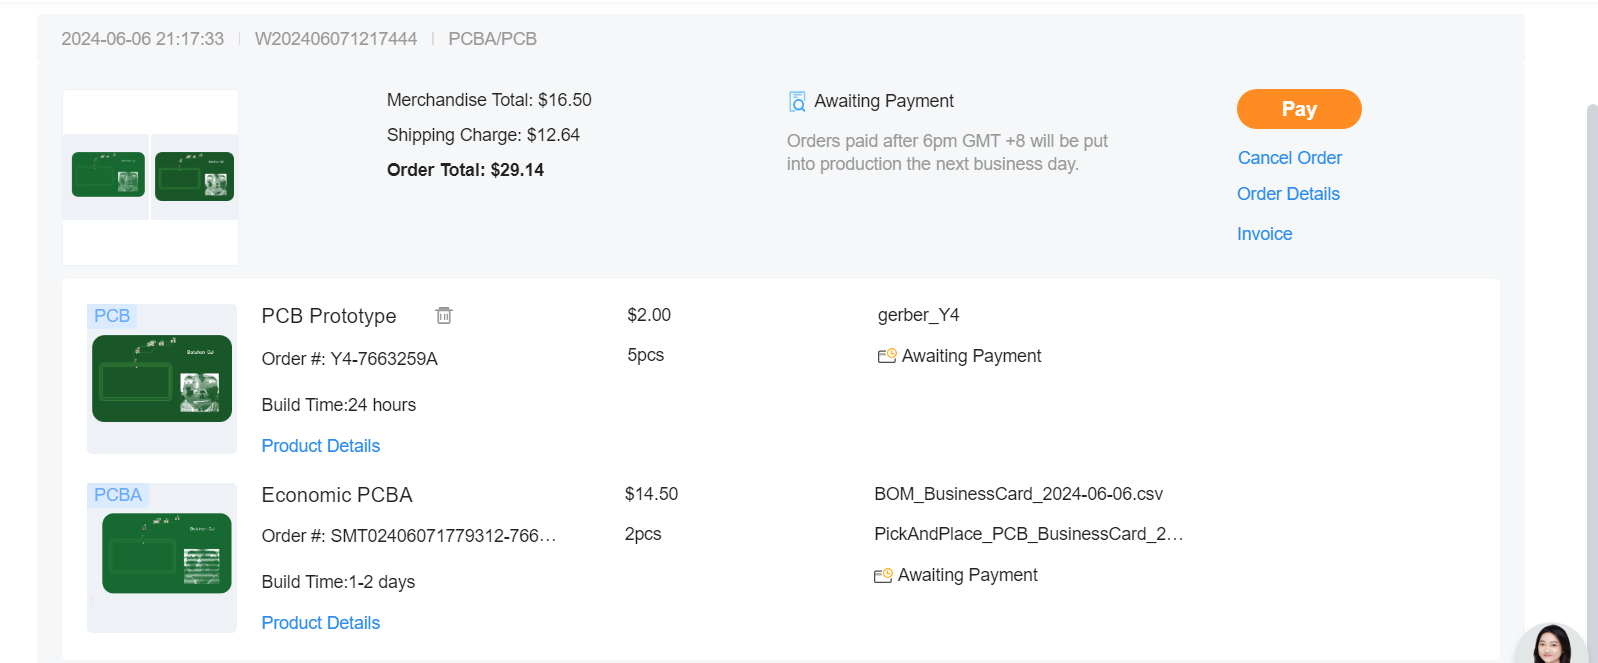 2024-06-06 21:17:33 | W202406071217444 | PCBA/PCB
Merchandise Total: $16.50
Shipping Charge: $12.64
Order Total: $29.14
Awaiting Payment
Orders paid after 6pm GMT +8 will be put
into production the next business day.
Pay
Cancel Order
Order Details
Invoice
PCB
Batuhan Gul
PCB Prototype
$2.00
gerber_Y4
Order #: Y4-7663259A
5pcs
Awaiting Payment
Build Time:24 hours
Product Details
PCBA
Batuhan Gul
Economic PCBA
$14.50
BOM_BusinessCard_2024-06-06.csv
Order #: SMT02406071779312-766…
2pcs
PickAndPlace_PCB_BusinessCard_2…
Build Time:1-2 days
Awaiting Payment
Product Details